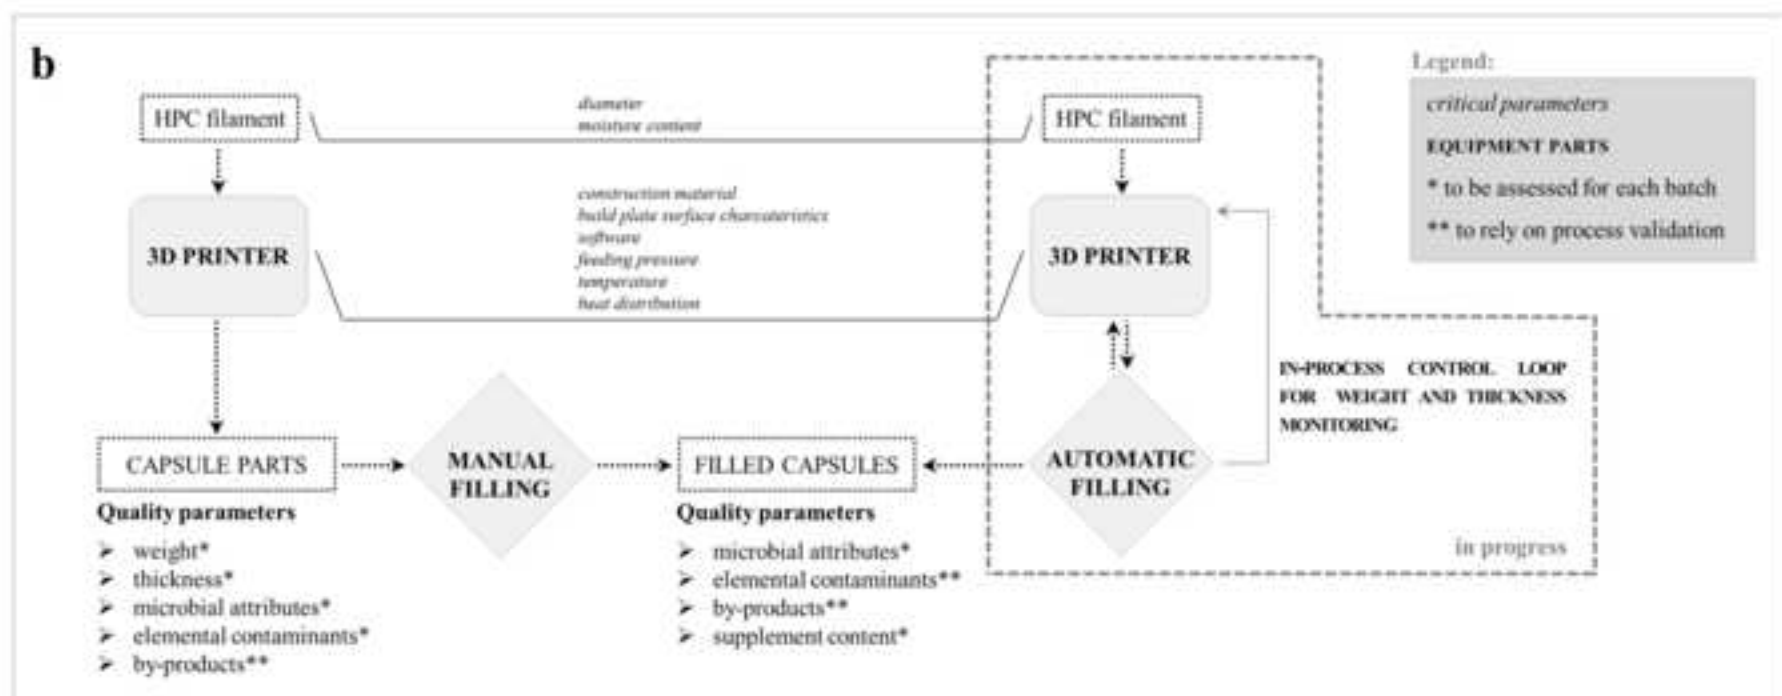 b
HPC filament
diameter
moisture content
HPC filament
Legend:
critical parameters
EQUIPMENT PARTS
* to be assessed for each batch
** to rely on process validation
3D PRINTER
construction material
build plate surface charcateristics
software
feeding pressure
temperature
heat distribution
3D PRINTER
IN-PROCESS CONTROL LOOP
FOR WEIGHT AND THICKNESS
MONITORING
CAPSULE PARTS
MANUAL
FILLING
FILLED CAPSULES
AUTOMATIC
FILLING
Quality parameters
➢ weight*
➢ thickness*
➢ microbial attributes*
➢ elemental contaminants*
➢ by-products**
Quality parameters
➢ microbial attributes*
➢ elemental contaminants**
➢ by-products**
➢ supplement content*
in progress